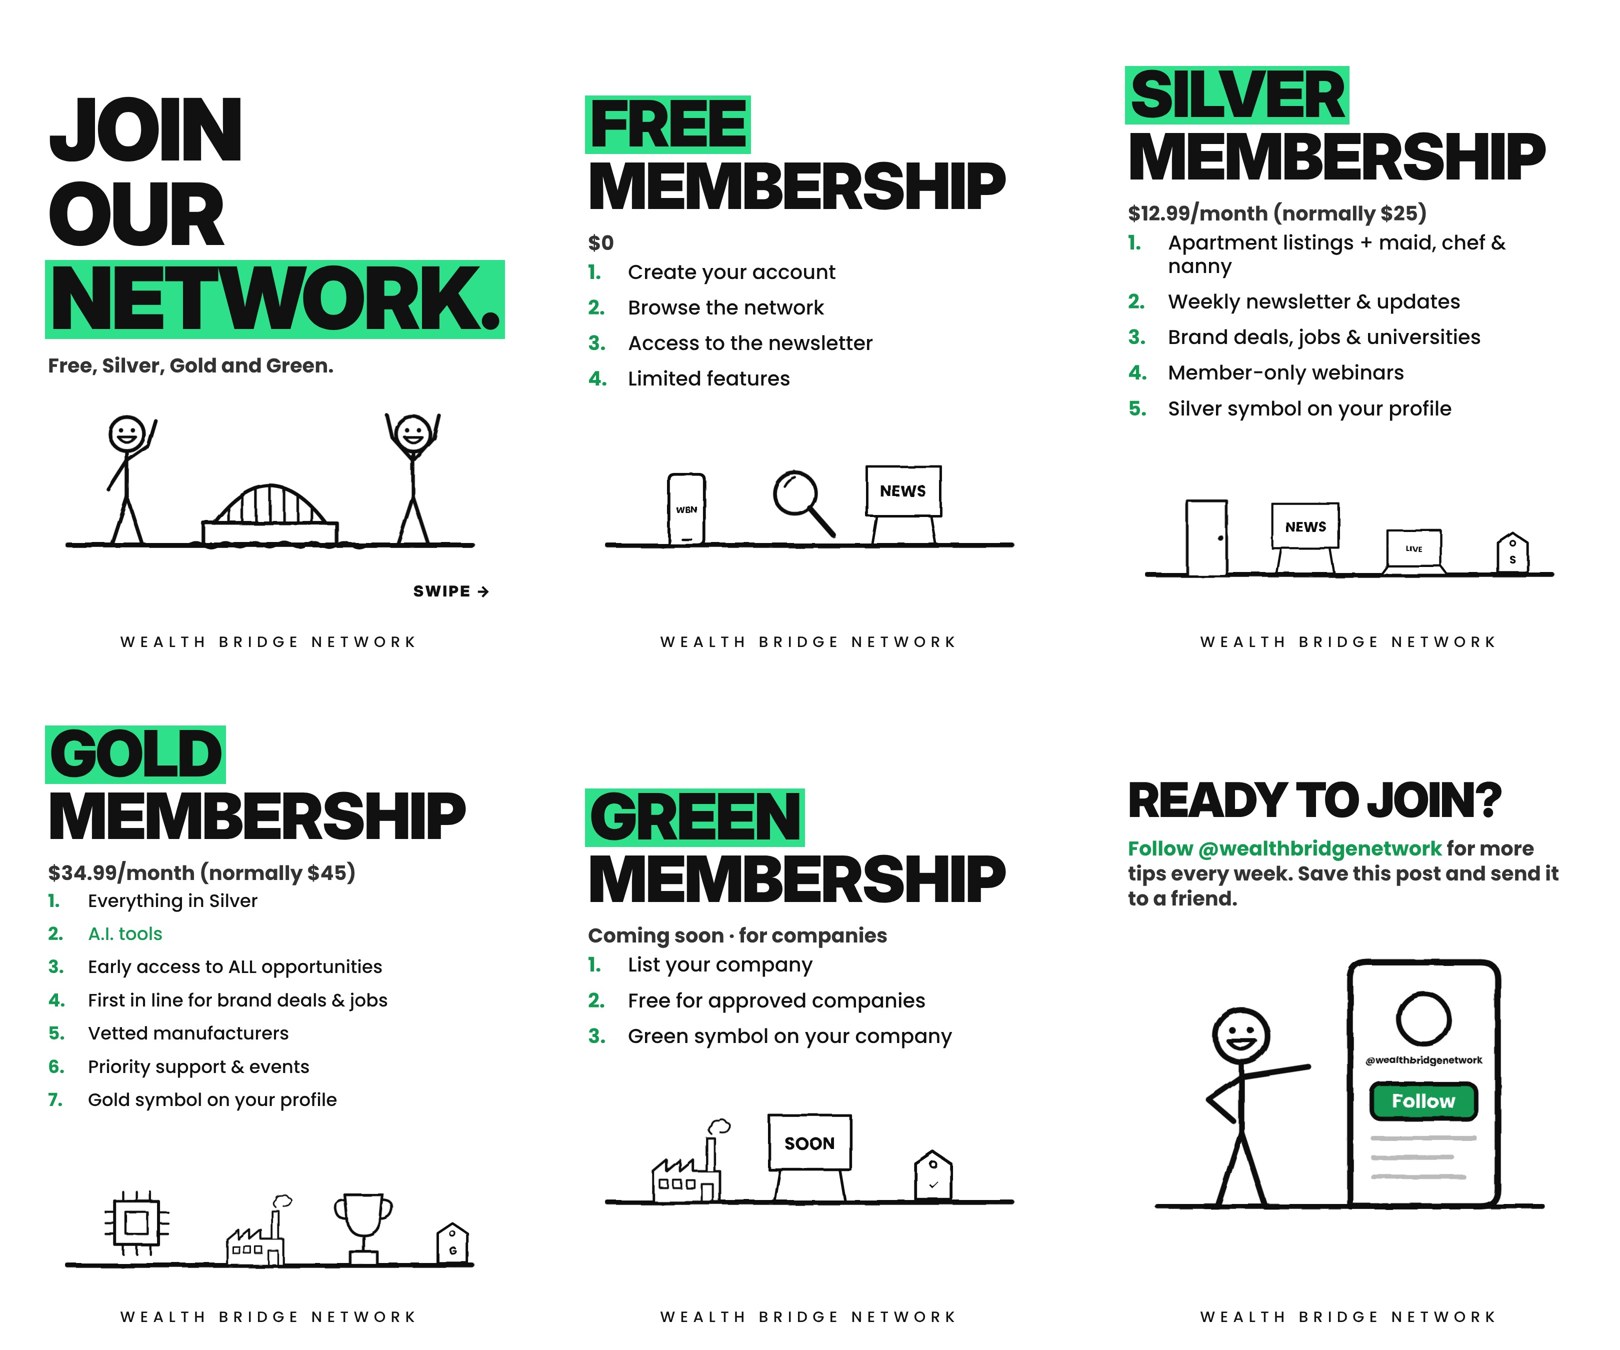 JOIN
OUR
NETWORK.
Free, Silver, Gold and Green.
SWIPE →
WEALTH BRIDGE NETWORK
FREE
MEMBERSHIP
$0
1. Create your account
2. Browse the network
3. Access to the newsletter
4. Limited features
WBN
NEWS
WEALTH BRIDGE NETWORK
SILVER
MEMBERSHIP
$12.99/month (normally $25)
1. Apartment listings + maid, chef &
nanny
2. Weekly newsletter & updates
3. Brand deals, jobs & universities
4. Member-only webinars
5. Silver symbol on your profile
NEWS
LIVE
S
WEALTH BRIDGE NETWORK
GOLD
MEMBERSHIP
$34.99/month (normally $45)
1. Everything in Silver
2. A.I. tools
3. Early access to ALL opportunities
4. First in line for brand deals & jobs
5. Vetted manufacturers
6. Priority support & events
7. Gold symbol on your profile
G
WEALTH BRIDGE NETWORK
GREEN
MEMBERSHIP
Coming soon · for companies
1. List your company
2. Free for approved companies
3. Green symbol on your company
SOON
WEALTH BRIDGE NETWORK
READY TO JOIN?
Follow @wealthbridgenetwork for more
tips every week. Save this post and send it
to a friend.
@wealthbridgenetwork
Follow
WEALTH BRIDGE NETWORK